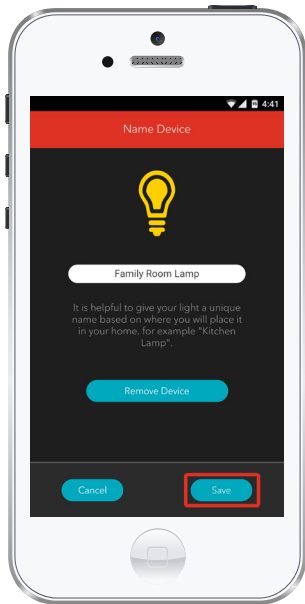 4:41
Name Device
Family Room Lamp
It is helpful to give your light a unique
name based on where you will place it
in your home, for example "Kitchen
Lamp".
Remove Device
Cancel
Save